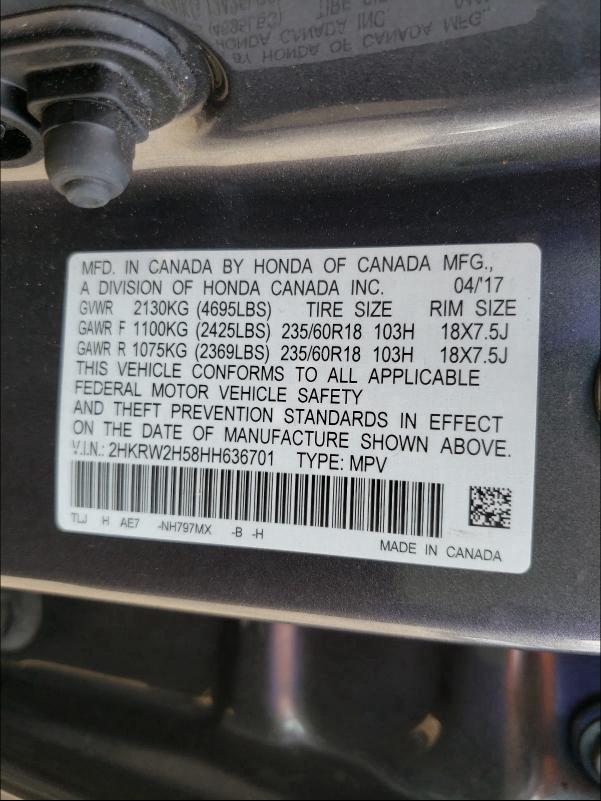 MFD. IN CANADA BY HONDA OF CANADA MFG.,
A DIVISION OF HONDA CANADA INC. 04/'17
GVWR 2130KG (4695LBS) TIRE SIZE RIM SIZE
GAWR F 1100KG (2425LBS) 235/60R18 103H 18X7.5J
GAWR R 1075KG (2369LBS) 235/60R18 103H 18X7.5J
THIS VEHICLE CONFORMS TO ALL APPLICABLE
FEDERAL MOTOR VEHICLE SAFETY
AND THEFT PREVENTION STANDARDS IN EFFECT
ON THE DATE OF MANUFACTURE SHOWN ABOVE.
V.I.N.: 2HKRW2H58HH636701 TYPE: MPV
TLJ H AE7 -NH797MX -B -H
MADE IN CANADA